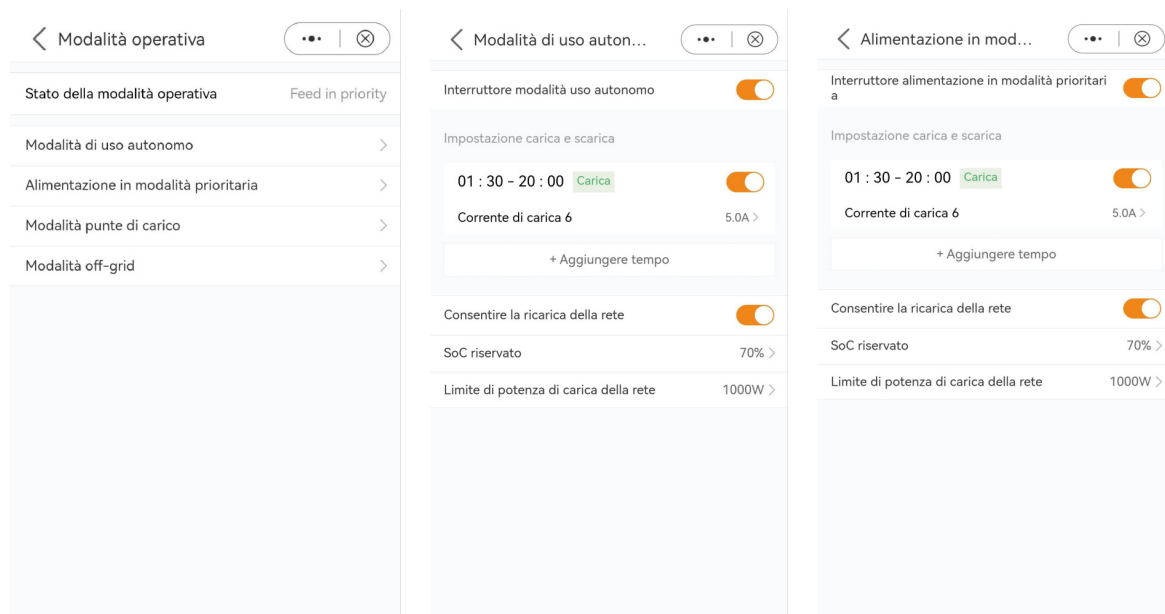 Modalità operativa
Stato della modalità operativa Feed in priority
Modalità di uso autonomo
Alimentazione in modalità prioritaria
Modalità punte di carico
Modalità off-grid
Modalità di uso auton...
Interruttore modalità uso autonomo
Impostazione carica e scarica
01 : 30 - 20 : 00 Carica
Corrente di carica 6 5.0A
+ Aggiungere tempo
Consentire la ricarica della rete
SoC riservato 70%
Limite di potenza di carica della rete 1000W
Alimentazione in mod...
Interruttore alimentazione in modalità prioritari
a
Impostazione carica e scarica
01 : 30 - 20 : 00 Carica
Corrente di carica 6 5.0A
+ Aggiungere tempo
Consentire la ricarica della rete
SoC riservato 70%
Limite di potenza di carica della rete 1000W